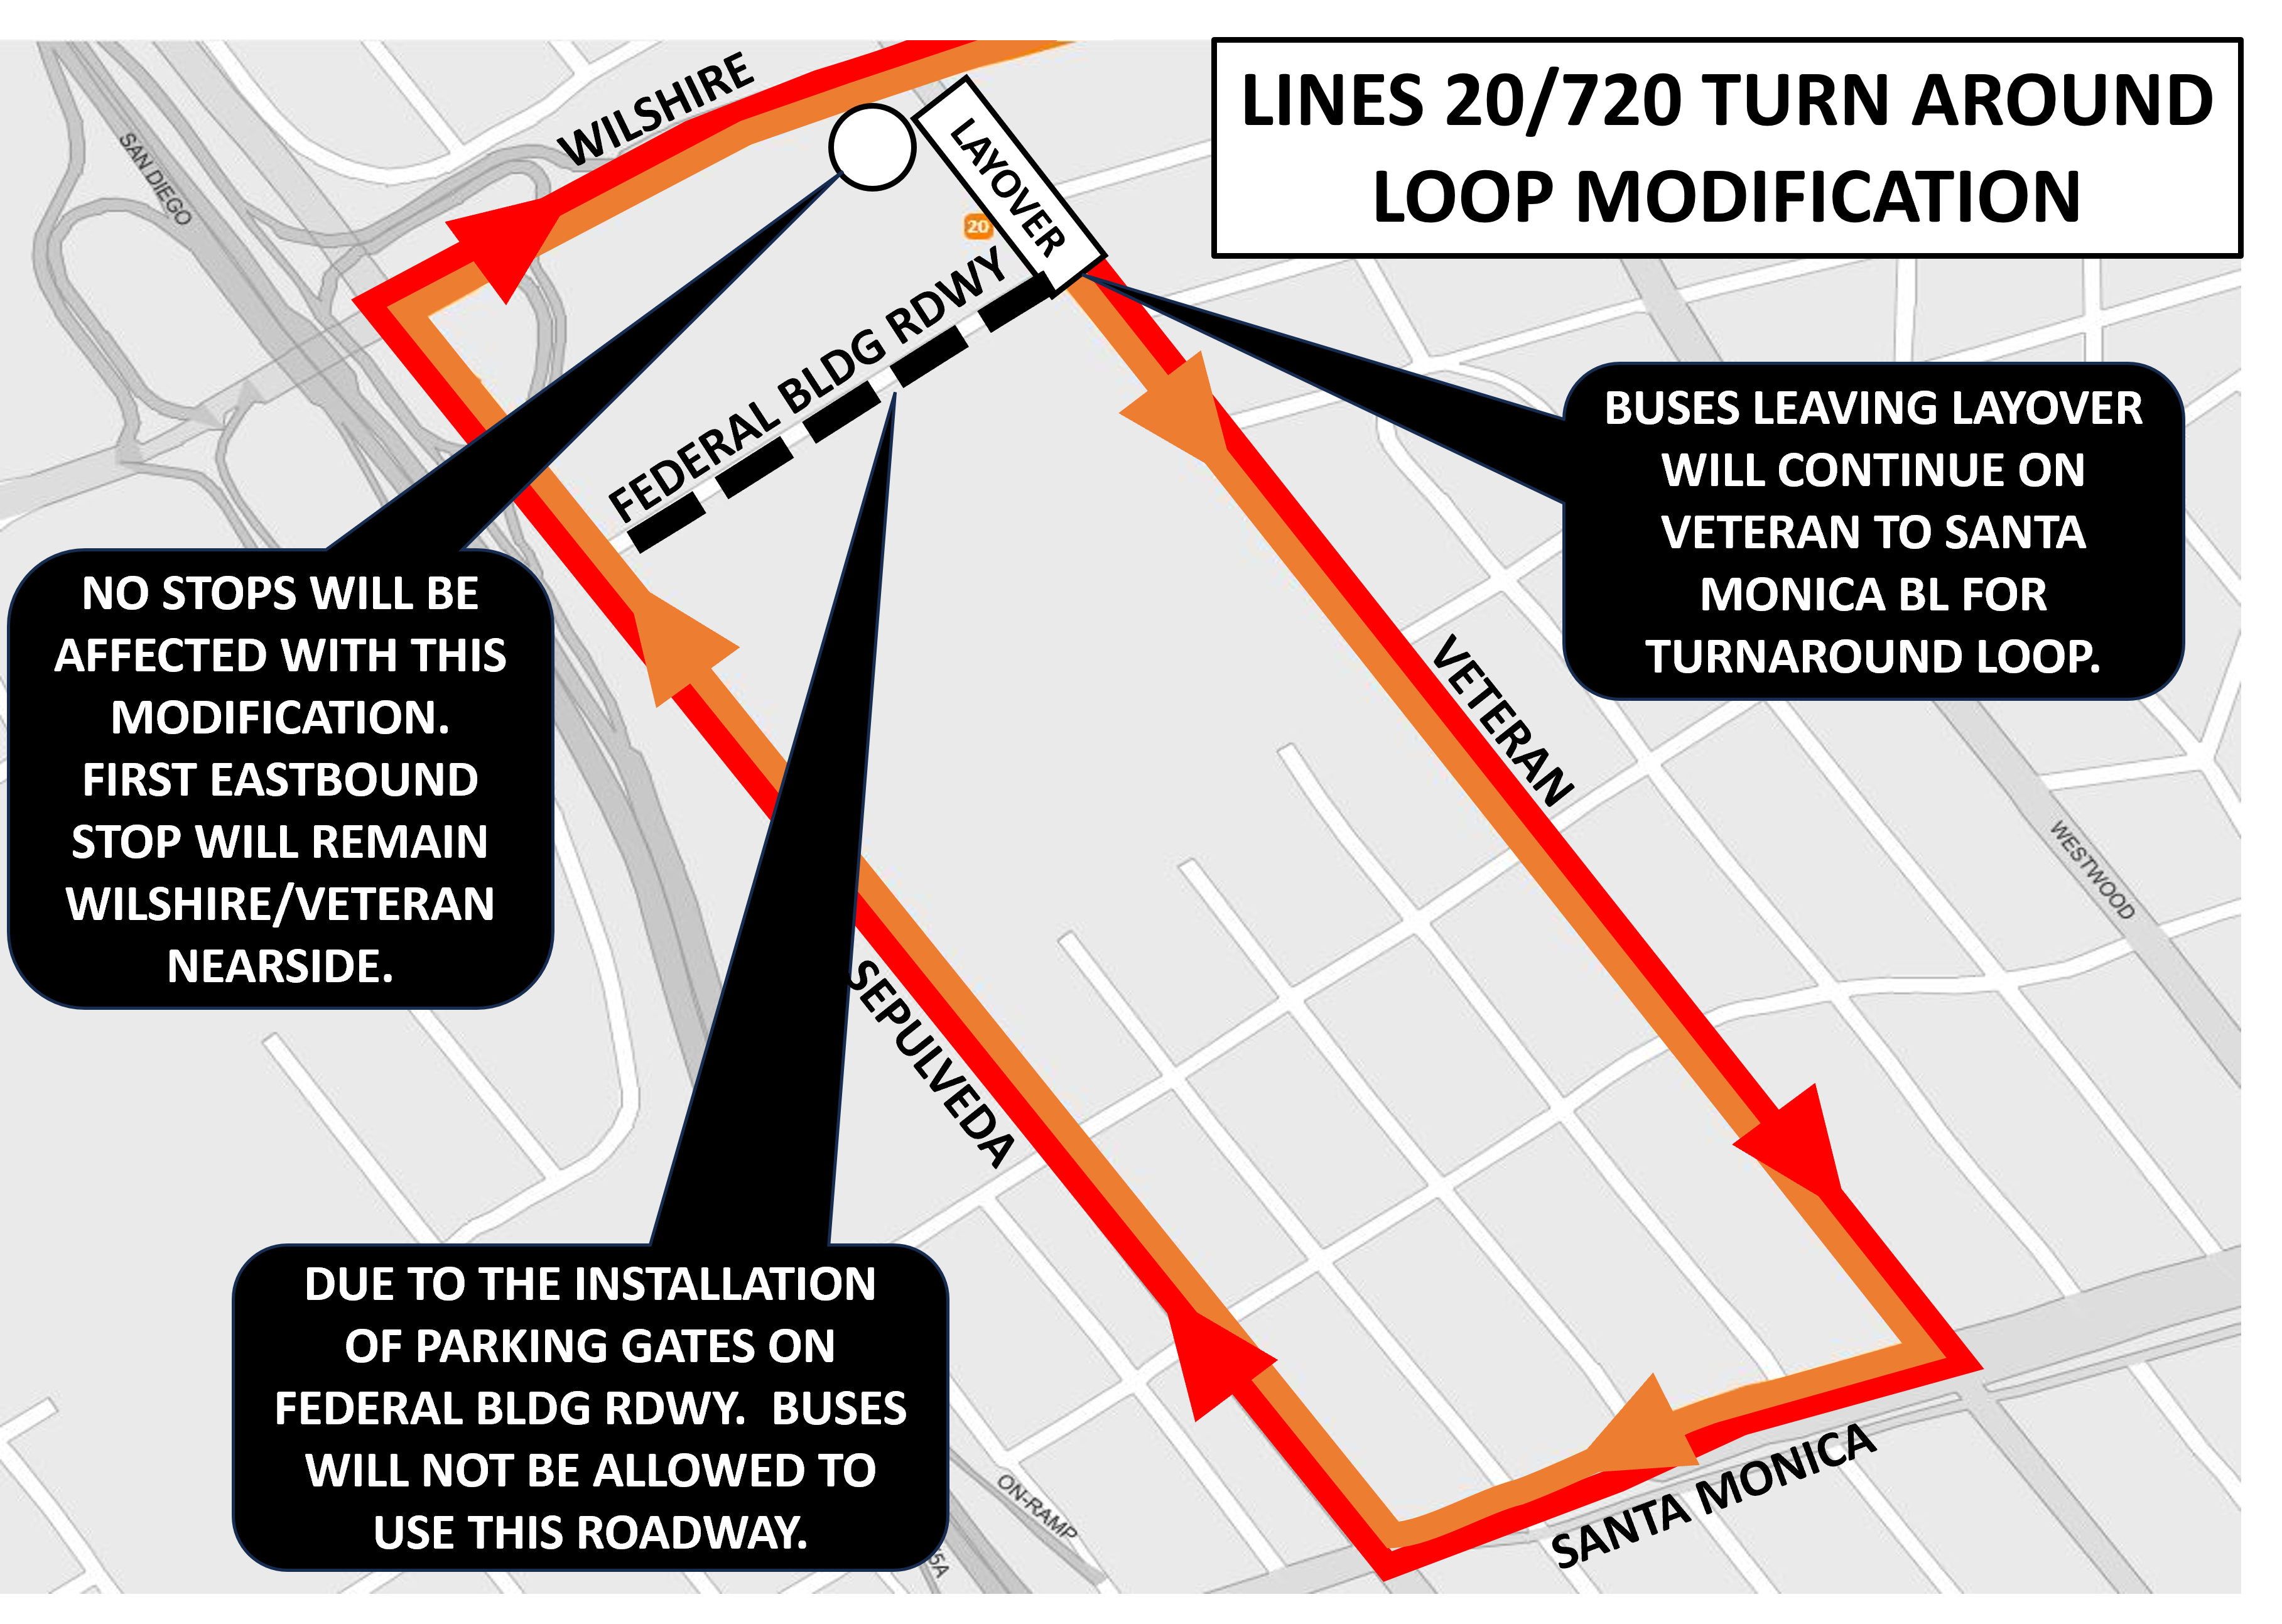 LINES 20/720 TURN AROUND
LOOP MODIFICATION
WILSHIRE
SAN DIEGO
LAYOVER
20
FEDERAL BLDG RDWY
BUSES LEAVING LAYOVER
WILL CONTINUE ON
VETERAN TO SANTA
MONICA BL FOR
TURNAROUND LOOP.
NO STOPS WILL BE
AFFECTED WITH THIS
MODIFICATION.
FIRST EASTBOUND
STOP WILL REMAIN
WILSHIRE/VETERAN
NEARSIDE.
VETERAN
WESTWOOD
SEPULVEDA
DUE TO THE INSTALLATION
OF PARKING GATES ON
FEDERAL BLDG RDWY.  BUSES
WILL NOT BE ALLOWED TO
USE THIS ROADWAY.
ON-RAMP
SANTA MONICA